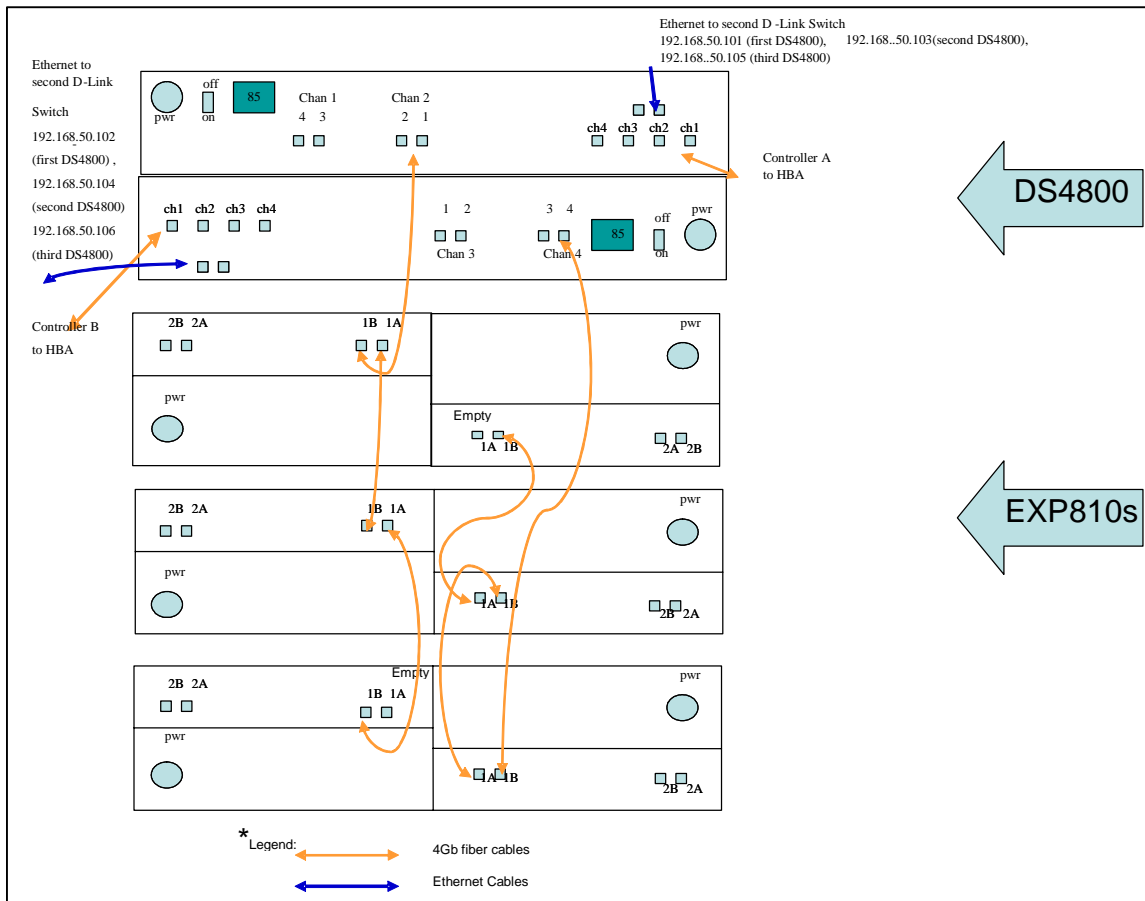 Ethernet to second D -Link Switch
192.168.50.101 (first DS4800), 192.168..50.103(second DS4800),
192.168..50.105 (third DS4800)
Ethernet to
second D-Link
Switch
192.168.50.102
(first DS4800) ,
192.168.50.104
(second DS4800)
192.168.50.106
(third DS4800)
off
pwr on
85
Chan 1 Chan 2
4 3 2 1
ch4 ch3 ch2 ch1
Controller A
to HBA
DS4800
ch1 ch2 ch3 ch4
1 2 3 4
Chan 3 Chan 4
85
off
on
pwr
Controller B
to HBA
2B 2A 1B 1A pwr
pwr
Empty
1A 1B 2A 2B
EXP810s
2B 2A 1B 1A pwr
pwr
1A 1B 2B 2A
Empty
2B 2A 1B 1A pwr
pwr
1A 1B 2B 2A
*Legend:
4Gb fiber cables
Ethernet Cables